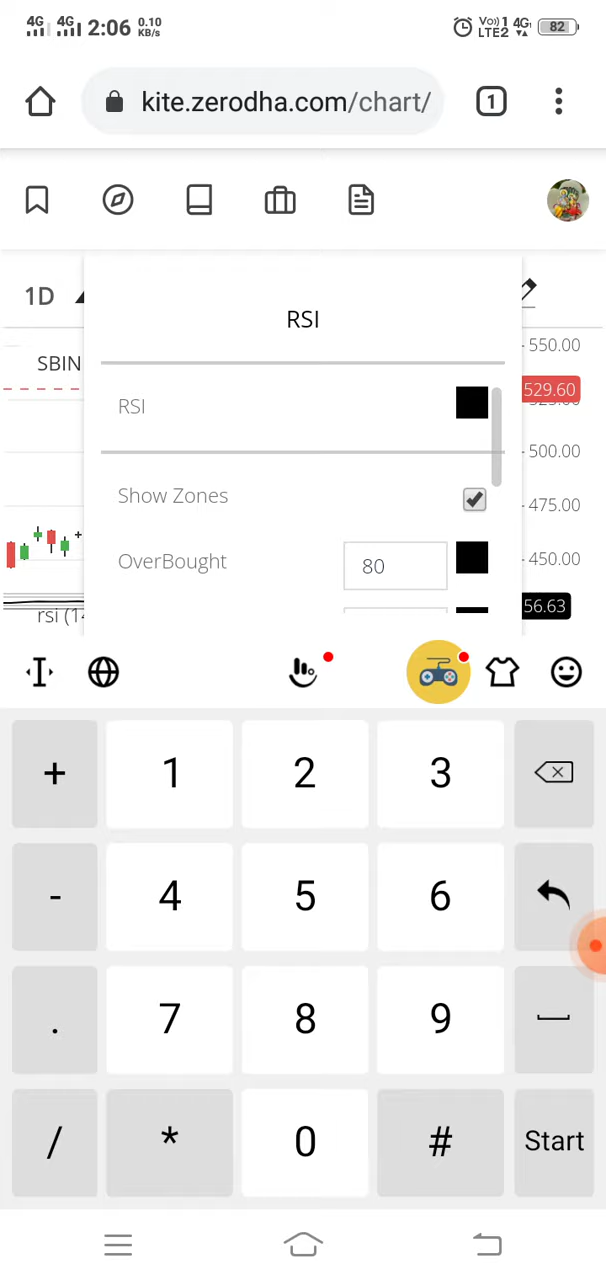 4G 4G 2:06 0.10 KB/s Vo)) 1 LTE2 4G 82
kite.zerodha.com/chart/ 1
1D
RSI
550.00
SBIN
529.60
RSI
500.00
Show Zones
475.00
OverBought 80
450.00
56.63
rsi (14
+ 1 2 3
- 4 5 6
. 7 8 9
/ * 0 # Start